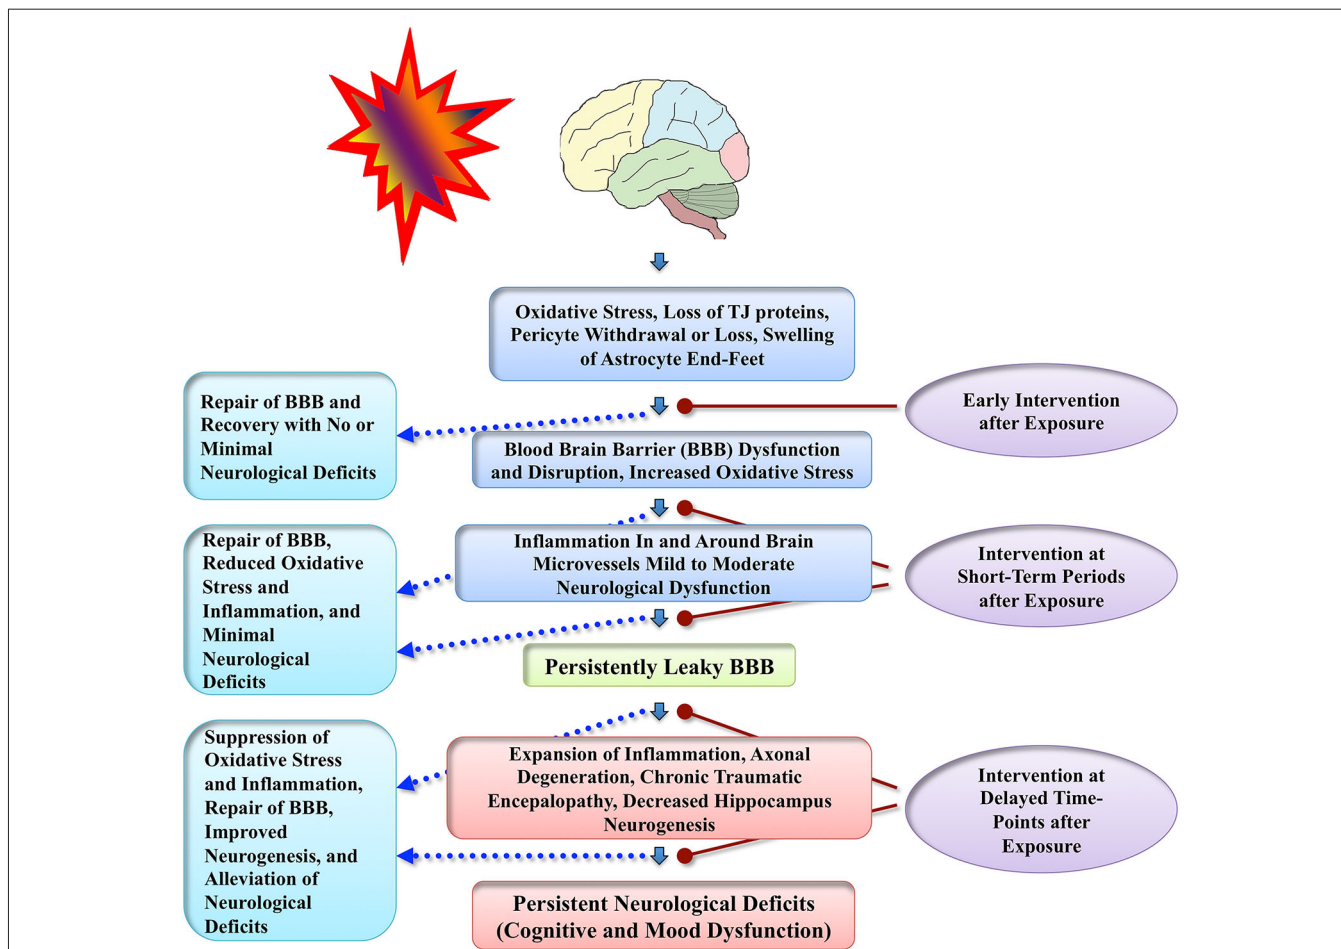 Oxidative Stress, Loss of TJ proteins,
Pericyte Withdrawal or Loss, Swelling
of Astrocyte End-Feet
Repair of BBB and
Recovery with No or
Minimal
Neurological Deficits
Early Intervention
after Exposure
Blood Brain Barrier (BBB) Dysfunction
and Disruption, Increased Oxidative Stress
Repair of BBB,
Reduced Oxidative
Stress and
Inflammation, and
Minimal
Neurological
Deficits
Inflammation In and Around Brain
Microvessels Mild to Moderate
Neurological Dysfunction
Intervention at
Short-Term Periods
after Exposure
Persistently Leaky BBB
Suppression of
Oxidative Stress
and Inflammation,
Repair of BBB,
Improved
Neurogenesis, and
Alleviation of
Neurological
Deficits
Expansion of Inflammation, Axonal
Degeneration, Chronic Traumatic
Encepalopathy, Decreased Hippocampus
Neurogenesis
Intervention at
Delayed Time-
Points after
Exposure
Persistent Neurological Deficits
(Cognitive and Mood Dysfunction)